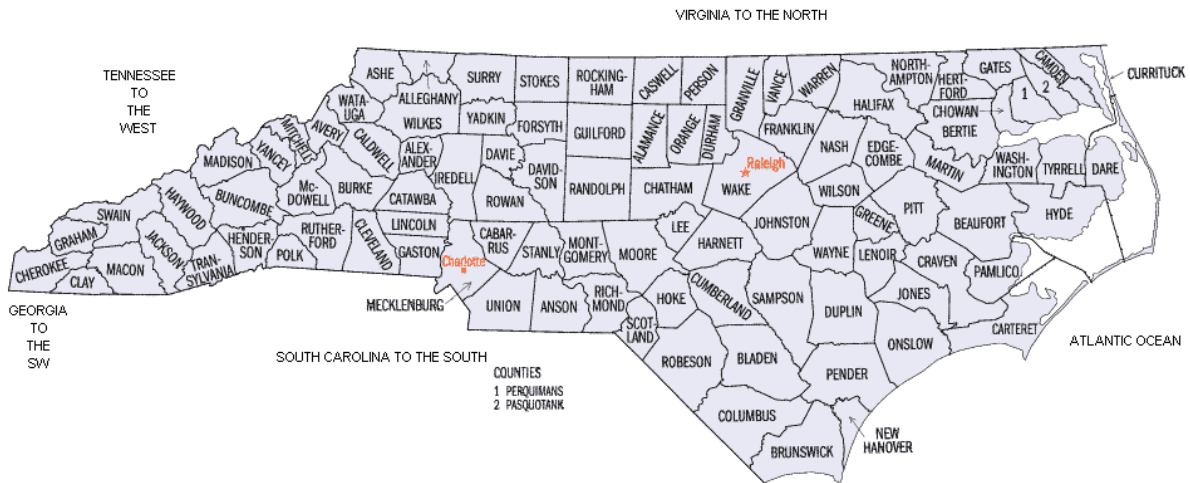 VIRGINIA TO THE NORTH
TENNESSEE
TO
THE
WEST
ASHE
ALLEGHANY
SURRY
STOKES
ROCKING-
HAM
CASWELL
PERSON
GRANVILLE
VANCE
WARREN
NORTH-
AMPTON
HERT-
FORD
GATES
CAMDEN
CURRITUCK
WATA-
UGA
WILKES
YADKIN
FORSYTH
GUILFORD
ALAMANCE
ORANGE
DURHAM
FRANKLIN
HALIFAX
CHOWAN
BERTIE
1
2
MITCHELL
AVERY
CALDWELL
ALEX-
ANDER
IREDELL
DAVIE
DAVID-
SON
RANDOLPH
CHATHAM
Raleigh
WAKE
NASH
EDGE-
COMBE
MARTIN
WASH-
INGTON
TYRRELL
DARE
MADISON
YANCEY
Mc-
DOWELL
BURKE
CATAWBA
ROWAN
WILSON
PITT
BEAUFORT
HYDE
SWAIN
HAYWOOD
BUNCOMBE
RUTHER-
FORD
CLEVELAND
LINCOLN
GASTON
CABAR-
RUS
STANLY
MONT-
GOMERY
MOORE
LEE
HARNETT
JOHNSTON
WAYNE
GREENE
LENOIR
CRAVEN
PAMLICO
GRAHAM
CHEROKEE
CLAY
MACON
JACKSON
TRAN-
SYLVANIA
HENDER-
SON
POLK
Charlotte
MECKLENBURG
UNION
ANSON
RICH-
MOND
SCOT-
LAND
HOKE
CUMBERLAND
SAMPSON
DUPLIN
JONES
CARTERET
GEORGIA
TO
THE
SW
SOUTH CAROLINA TO THE SOUTH
ROBESON
BLADEN
PENDER
ONSLOW
ATLANTIC OCEAN
COUNTIES
1 PERQUIMANS
2 PASQUOTANK
COLUMBUS
BRUNSWICK
NEW
HANOVER